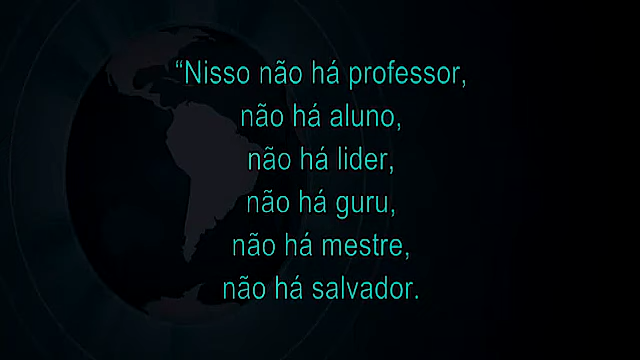 “Nisso não há professor,
não há aluno,
não há lider,
não há guru,
não há mestre,
não há salvador.